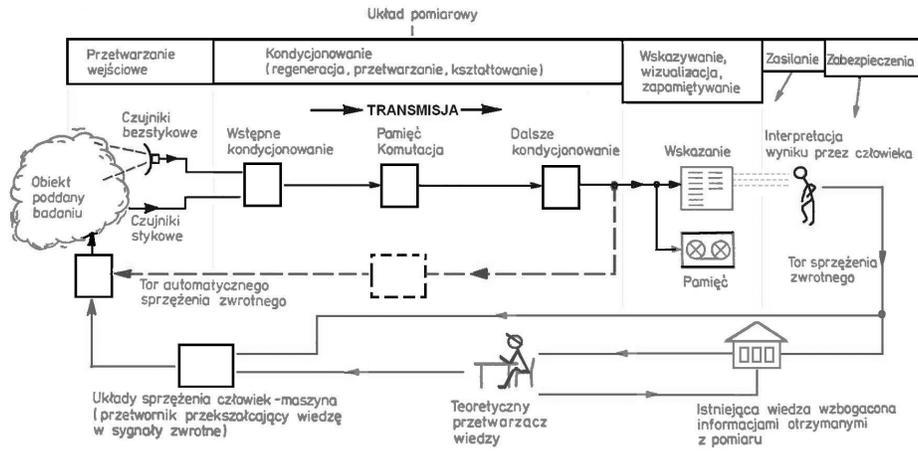 Układ pomiarowy
Przetwarzanie
wejściowe
Kondycjonowanie
(regeneracja, przetwarzanie, kształtowanie)
Wskazywanie,
wizualizacja,
zapamiętywanie
Zasilanie
Zabezpieczenia
TRANSMISJA
Czujniki
bezstykowe
Wstępne
kondycjonowanie
Pamięć
Komutacja
Dalsze
kondycjonowanie
Wskazanie
Interpretacja
wyniku przez człowieka
Obiekt
poddany
badaniu
Czujniki
stykowe
Tor automatycznego
sprzężenia zwrotnego
Pamięć
Tor sprzężenia
zwrotnego
Układy sprzężenia człowiek-maszyna
(przetwornik przekszałcający wiedzę
w sygnały zwrotne)
Teoretyczny
przetwarzacz
wiedzy
Istniejąca wiedza wzbogacona
informacjami otrzymanymi
z pomiaru